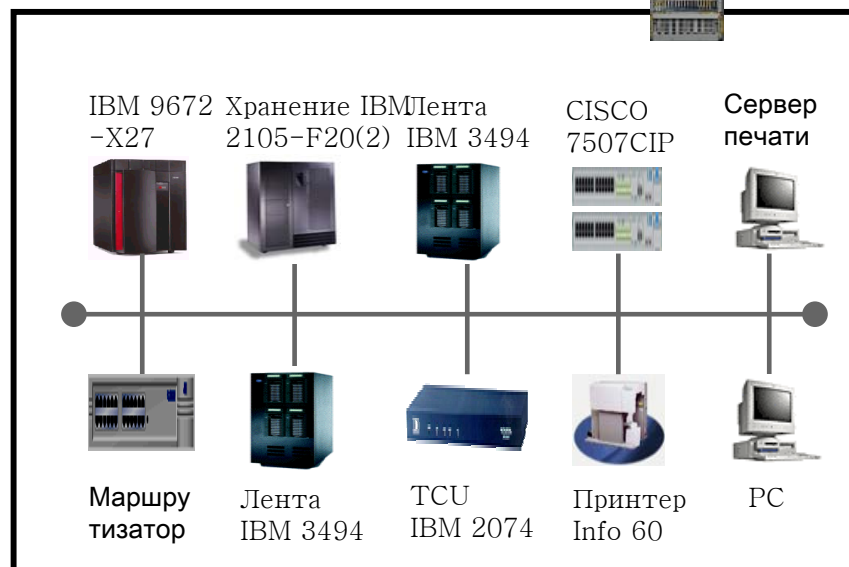 IBM 9672
-X27
Хранение IBM
2105-F20(2)
Лента
IBM 3494
CISCO
7507CIP
Сервер
печати
Маршру
тизатор
Лента
IBM 3494
TCU
IBM 2074
Принтер
Info 60
PC